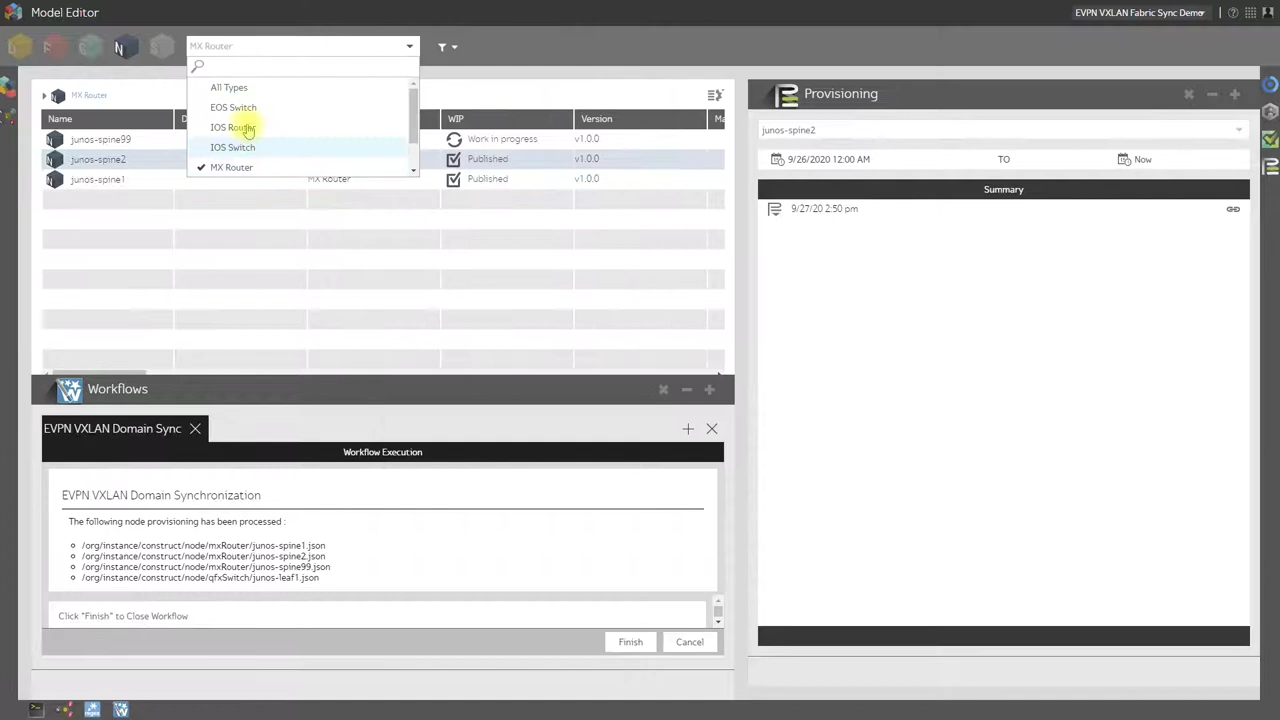 Model Editor
EVPN VXLAN Fabric Sync Demo
MX Router
All Types
EOS Switch
IOS Router
IOS Switch
MX Router
MX Router
Name
WIP
Version
junos-spine99
Work in progress
v1.0.0
junos-spine2
Published
v1.0.0
junos-spine1
MX Router
Published
v1.0.0
Provisioning
junos-spine2
9/26/2020 12:00 AM
TO
Now
Summary
9/27/20 2:50 pm
Workflows
EVPN VXLAN Domain Sync
Workflow Execution
EVPN VXLAN Domain Synchronization
The following node provisioning has been processed :
/org/instance/construct/node/mxRouter/junos-spine1.json
/org/instance/construct/node/mxRouter/junos-spine2.json
/org/instance/construct/node/mxRouter/junos-spine99.json
/org/instance/construct/node/qfxSwitch/junos-leaf1.json
Click "Finish" to Close Workflow
Finish
Cancel